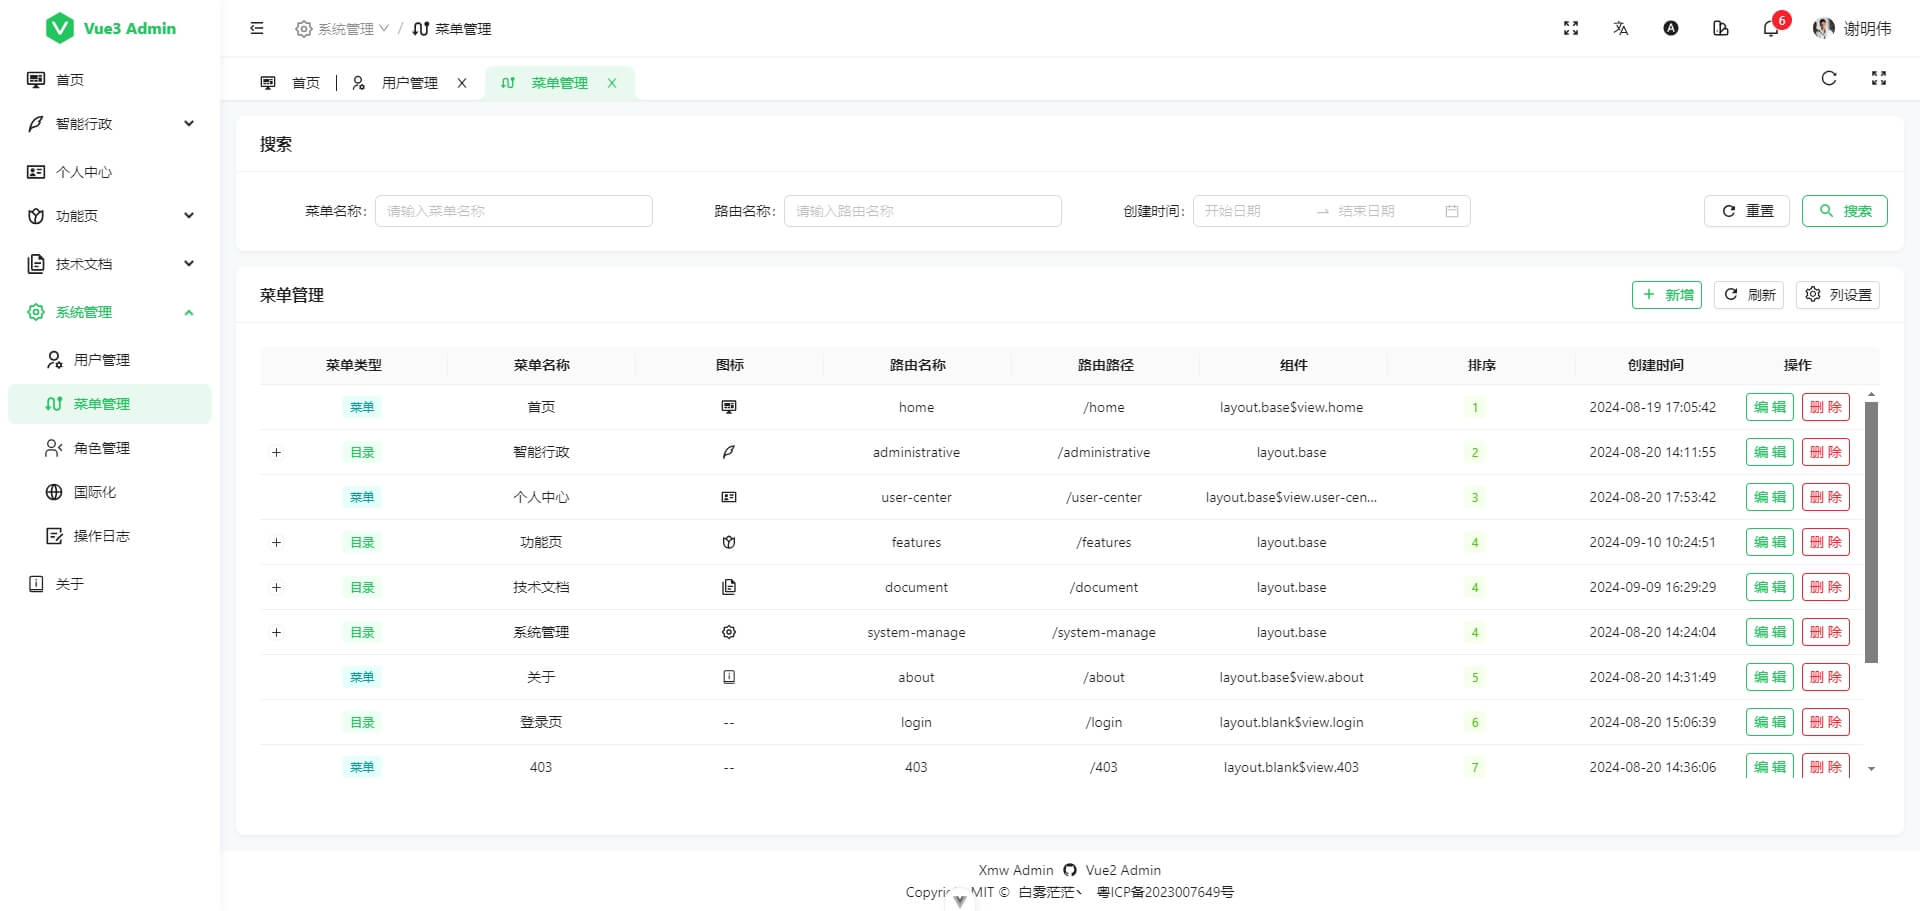 Vue3 Admin
首页
智能行政
个人中心
功能页
技术文档
系统管理
用户管理
菜单管理
角色管理
国际化
操作日志
关于
系统管理 / 菜单管理
6
谢明伟
首页 用户管理 菜单管理
搜索
菜单名称: 请输入菜单名称 路由名称: 请输入路由名称 创建时间: 开始日期 结束日期 重置 搜索
菜单管理 新增 刷新 列设置
菜单类型 菜单名称 图标 路由名称 路由路径 组件 排序 创建时间 操作
菜单 首页 home /home layout.base$view.home 1 2024-08-19 17:05:42 编辑 删除
目录 智能行政 administrative /administrative layout.base 2 2024-08-20 14:11:55 编辑 删除
菜单 个人中心 user-center /user-center layout.base$view.user-cen... 3 2024-08-20 17:53:42 编辑 删除
目录 功能页 features /features layout.base 4 2024-09-10 10:24:51 编辑 删除
目录 技术文档 document /document layout.base 4 2024-09-09 16:29:29 编辑 删除
目录 系统管理 system-manage /system-manage layout.base 4 2024-08-20 14:24:04 编辑 删除
菜单 关于 about /about layout.base$view.about 5 2024-08-20 14:31:49 编辑 删除
目录 登录页 -- login /login layout.blank$view.login 6 2024-08-20 15:06:39 编辑 删除
菜单 403 -- 403 /403 layout.blank$view.403 7 2024-08-20 14:36:06 编辑 删除
Xmw Admin Vue2 Admin
MIT © 白雾茫茫丶 粤ICP备2023007649号